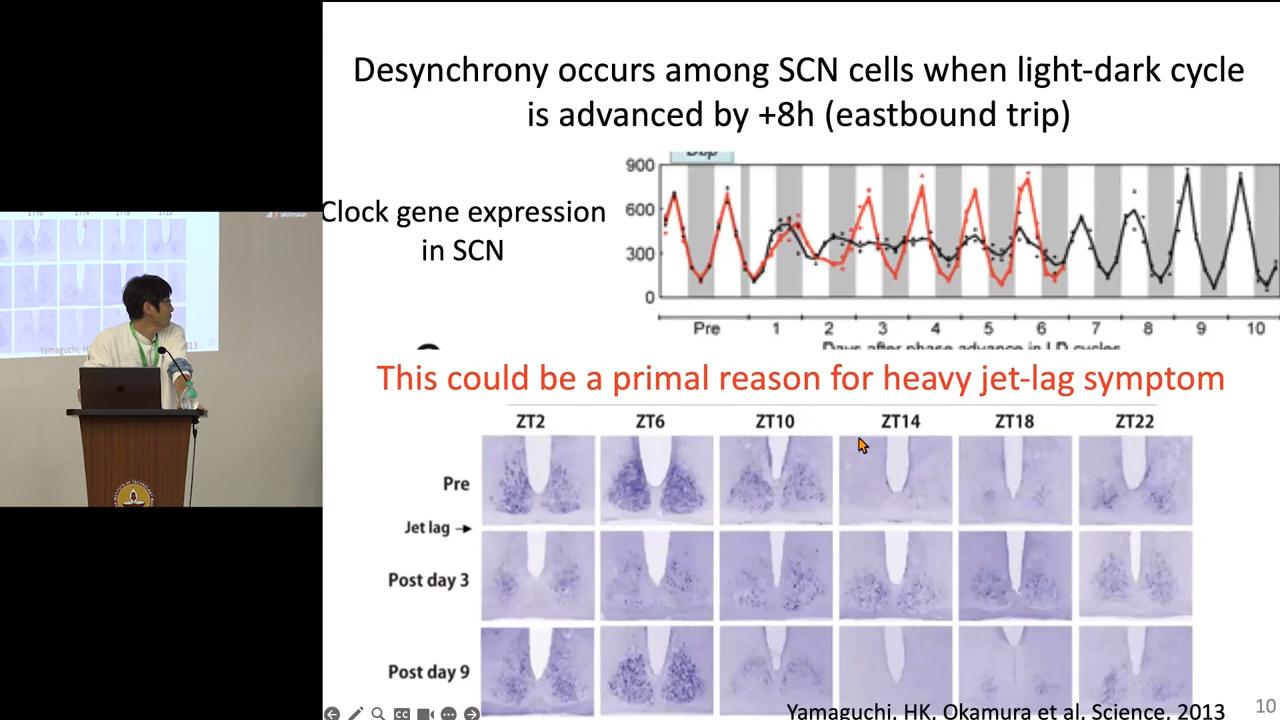 Desynchrony occurs among SCN cells when light-dark cycle
is advanced by +8h (eastbound trip)
Clock gene expression
in SCN
900
600
300
0
Pre 1 2 3 4 5 6 7 8 9 10
Days after phase advance in LD cycles
This could be a primal reason for heavy jet-lag symptom
ZT2 ZT6 ZT10 ZT14 ZT18 ZT22
Pre
Jet lag
Post day 3
Post day 9
Yamaguchi, HK, Okamura et al, Science, 2013
10